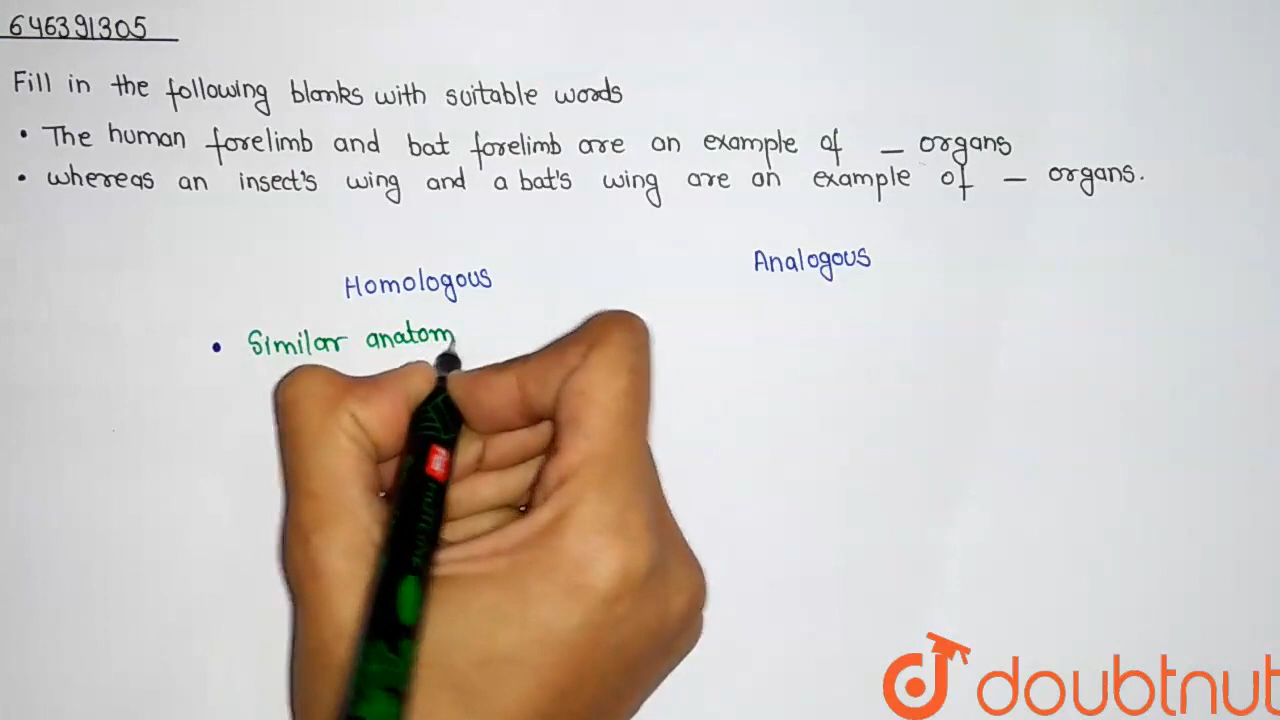 646391305
Fill in the following blanks with suitable words
• The human forelimb and bat forelimb are an example of _ organs
• whereas an insect's wing and a bat's wing are an example of _ organs.
Homologous
Analogous
• Similar anatom
doubtnut